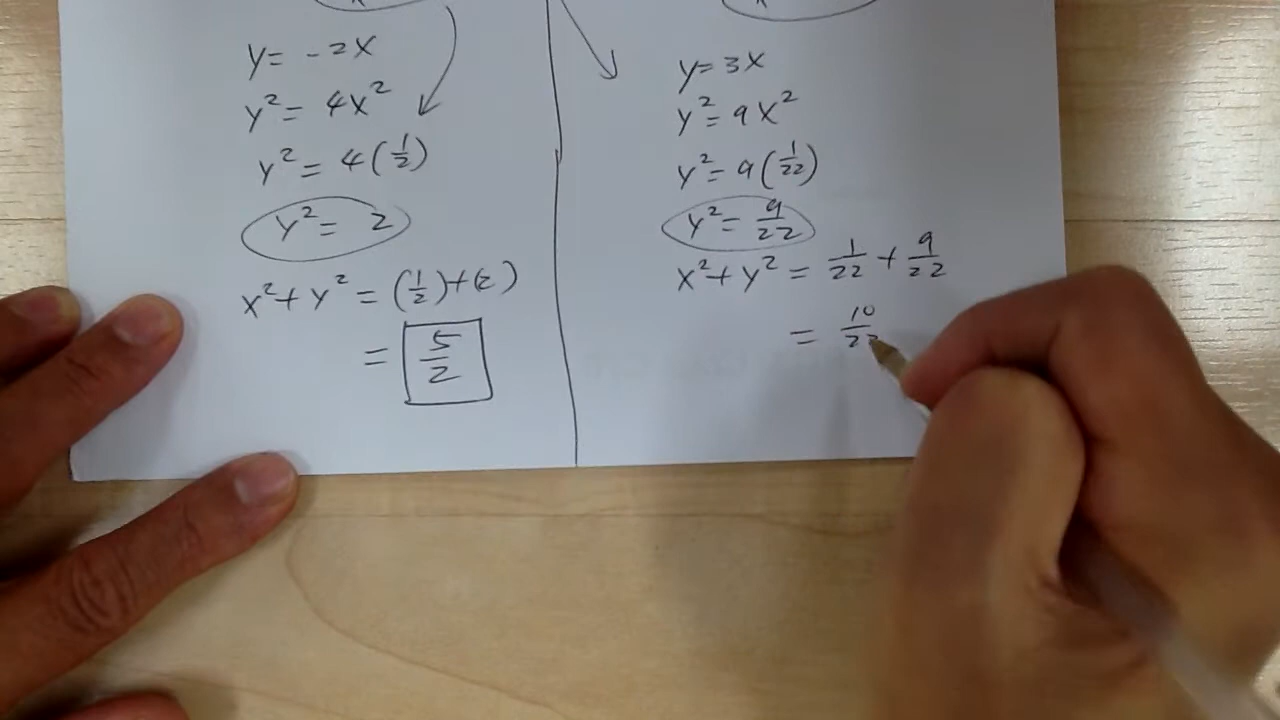 y = -2x
y² = 4x²
y² = 4(1/2)
y² = 2
x² + y² = (1/2) + (2)
= 5/2
y = 3x
y² = 9x²
y² = 9(1/22)
y² = 9/22
x² + y² = 1/22 + 9/22
= 10/22